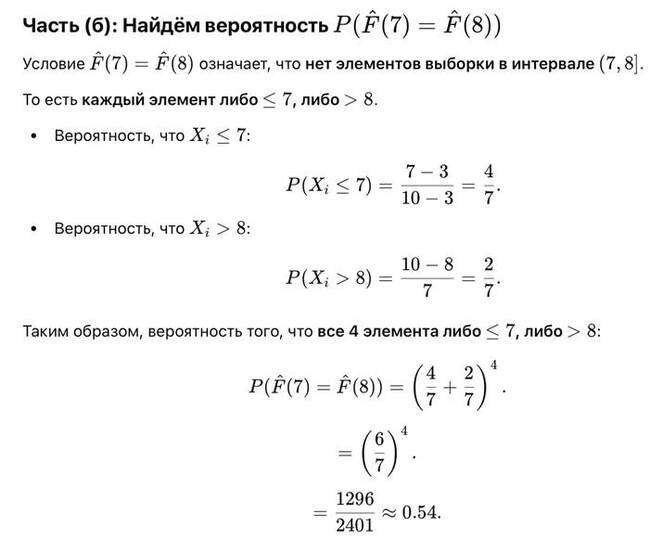 Часть (б): Найдём вероятность P(F̂(7) = F̂(8))
Условие F̂(7) = F̂(8) означает, что нет элементов выборки в интервале (7, 8].
То есть каждый элемент либо ≤ 7, либо > 8.
• Вероятность, что Xᵢ ≤ 7:
P(Xᵢ ≤ 7) = (7 − 3)/(10 − 3) = 4/7.
• Вероятность, что Xᵢ > 8:
P(Xᵢ > 8) = (10 − 8)/7 = 2/7.
Таким образом, вероятность того, что все 4 элемента либо ≤ 7, либо > 8:
P(F̂(7) = F̂(8)) = (4/7 + 2/7)⁴.
= (6/7)⁴.
= 1296/2401 ≈ 0.54.